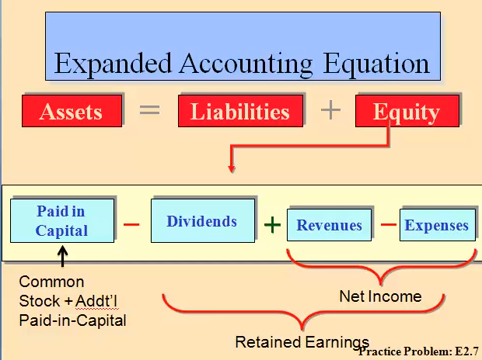 Expanded Accounting Equation
Assets = Liabilities + Equity
Paid in
Capital
− Dividends + Revenues − Expenses
Common
Stock + Addt'l
Paid-in-Capital
Net Income
Retained Earnings
Practice Problem: E2.7